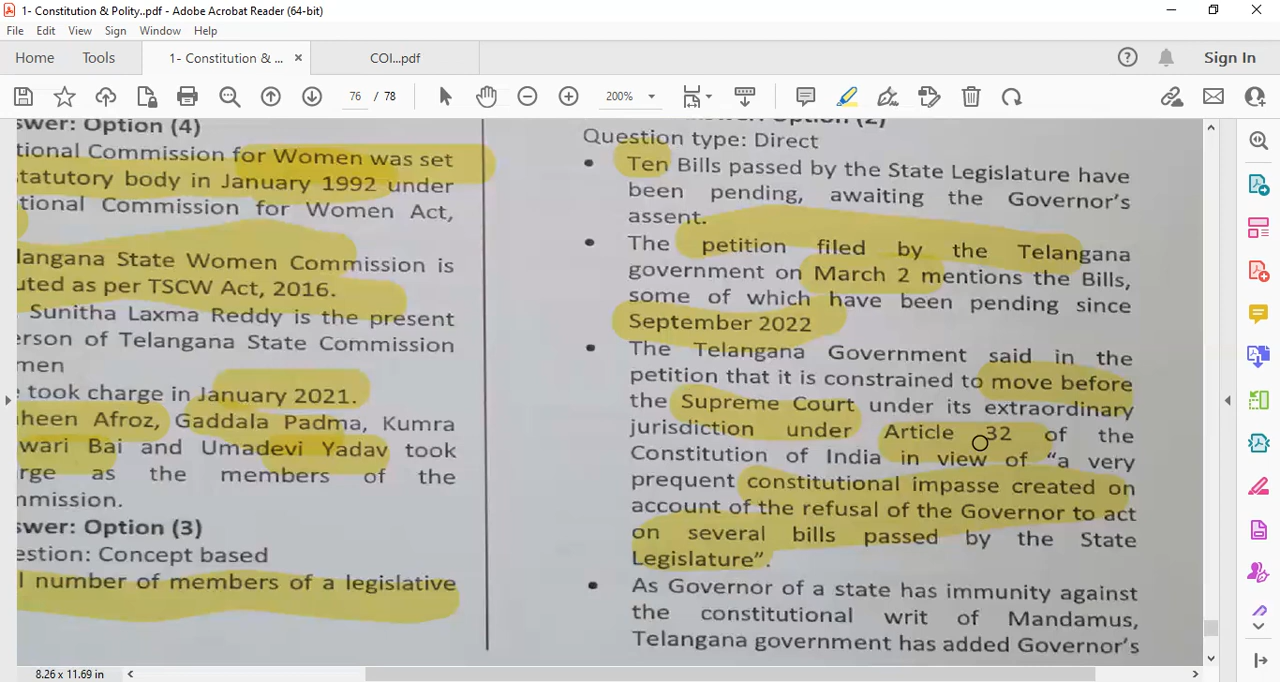 1- Constitution & Polity..pdf - Adobe Acrobat Reader (64-bit)
File Edit View Sign Window Help
Home Tools 1- Constitution & ... × COI...pdf Sign In
76 / 78 200%
swer: Option (4)
tional Commission for Women was set
statutory body in January 1992 under
tional Commission for Women Act,
langana State Women Commission is
uted as per TSCW Act, 2016.
Sunitha Laxma Reddy is the present
erson of Telangana State Commission
men
took charge in January 2021.
heen Afroz, Gaddala Padma, Kumra
wari Bai and Umadevi Yadav took
rge as the members of the
mmission.
swer: Option (3)
estion: Concept based
l number of members of a legislative
Option (2)
Question type: Direct
• Ten Bills passed by the State Legislature have
been pending, awaiting the Governor's
assent.
• The petition filed by the Telangana
government on March 2 mentions the Bills,
some of which have been pending since
September 2022
• The Telangana Government said in the
petition that it is constrained to move before
the Supreme Court under its extraordinary
jurisdiction under Article 32 of the
Constitution of India in view of “a very
prequent constitutional impasse created on
account of the refusal of the Governor to act
on several bills passed by the State
Legislature”.
• As Governor of a state has immunity against
the constitutional writ of Mandamus,
Telangana government has added Governor's
8.26 x 11.69 in